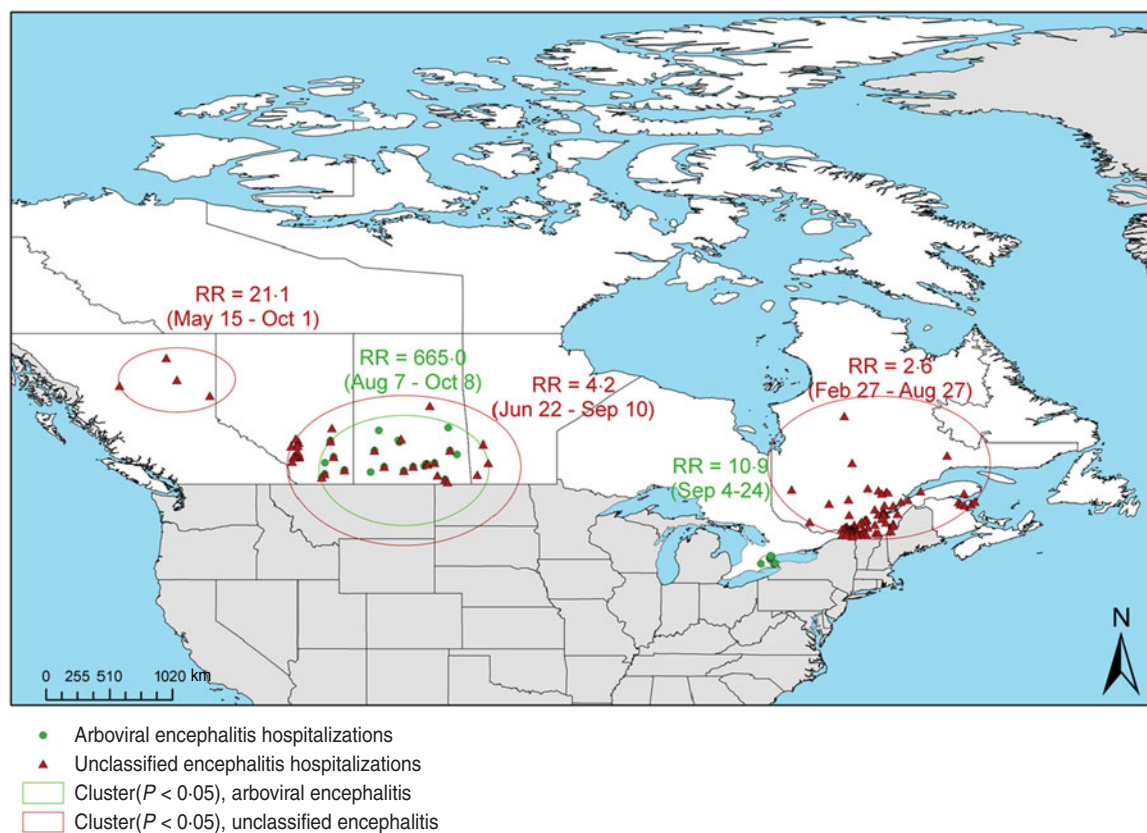 N
RR = 21·1
(May 15 - Oct 1)
RR = 665·0
(Aug 7 - Oct 8)
RR = 4·2
(Jun 22 - Sep 10)
RR = 2·6
(Feb 27 - Aug 27)
RR = 10·9
(Sep 4-24)
0 255 510 1020 km
Arboviral encephalitis hospitalizations
Unclassified encephalitis hospitalizations
Cluster(P < 0·05), arboviral encephalitis
Cluster(P < 0·05), unclassified encephalitis